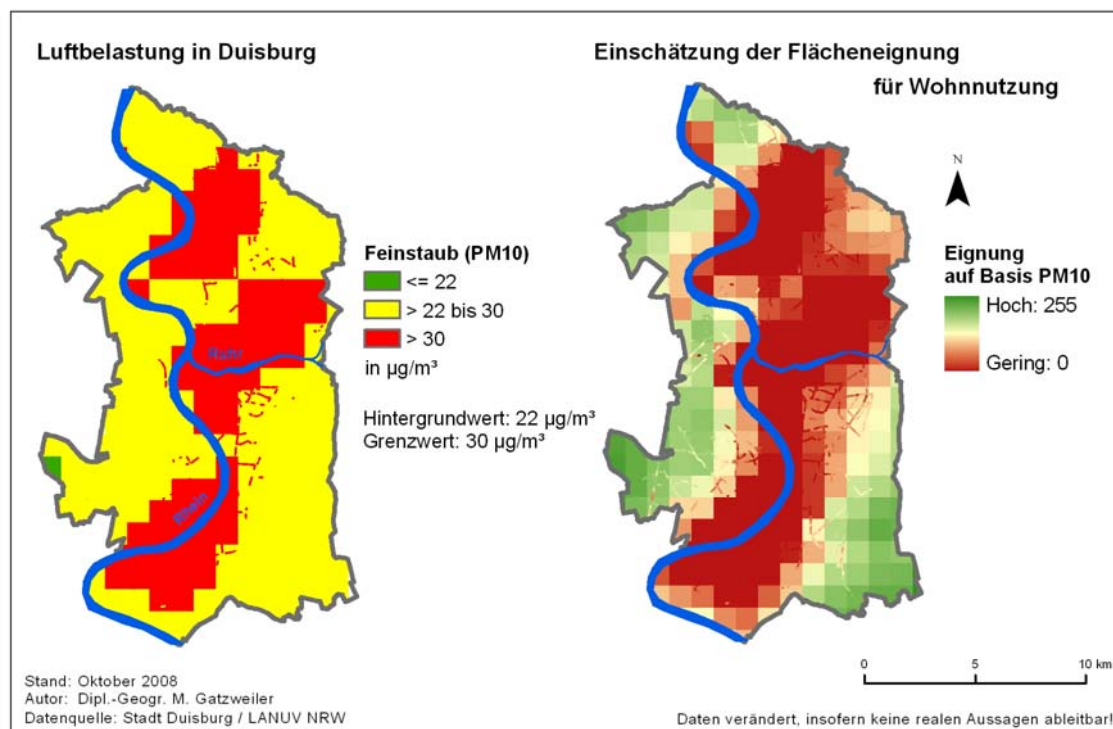 Luftbelastung in Duisburg
Feinstaub (PM10)
<= 22
> 22 bis 30
> 30
in µg/m³
Hintergrundwert: 22 µg/m³
Grenzwert: 30 µg/m³
Ruhr
Rhein
Stand: Oktober 2008
Autor: Dipl.-Geogr. M. Gatzweiler
Datenquelle: Stadt Duisburg / LANUV NRW
Einschätzung der Flächeneignung
für Wohnnutzung
N
Eignung
auf Basis PM10
Hoch: 255
Gering: 0
0 5 10 km
Daten verändert, insofern keine realen Aussagen ableitbar!